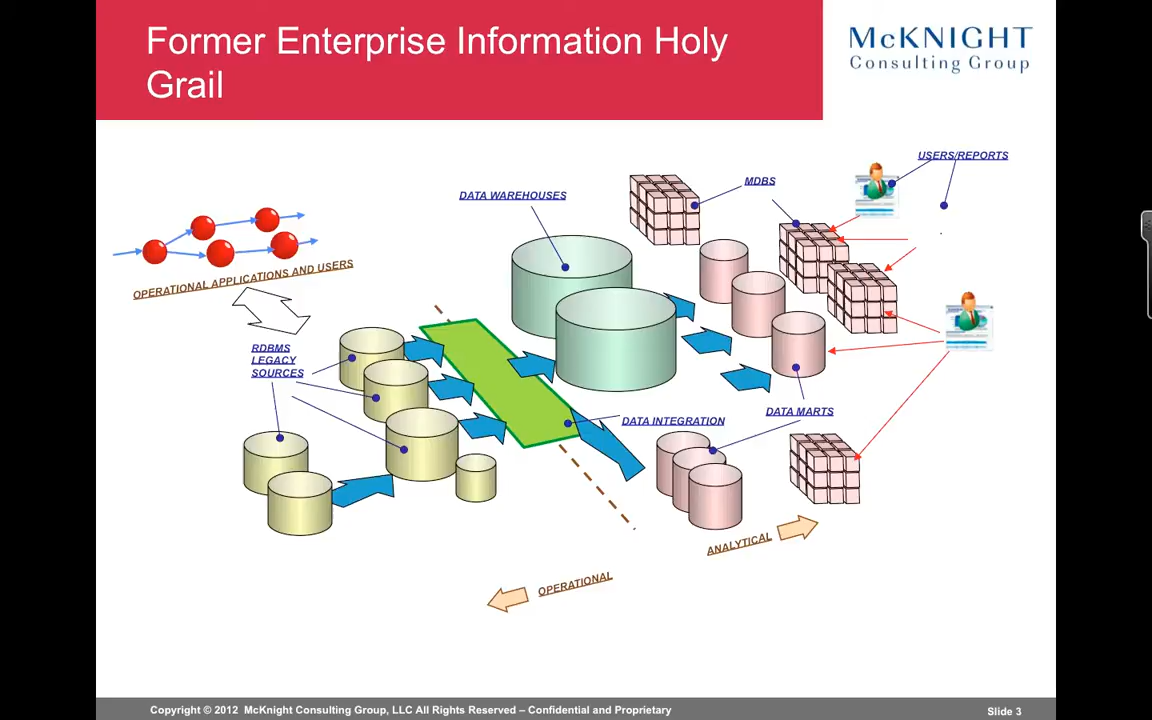 Former Enterprise Information Holy
Grail
McKNIGHT
Consulting Group
USERS/REPORTS
MDBS
DATA WAREHOUSES
OPERATIONAL APPLICATIONS AND USERS
RDBMS
LEGACY
SOURCES
DATA MARTS
DATA INTEGRATION
ANALYTICAL
OPERATIONAL
Copyright © 2012 McKnight Consulting Group, LLC All Rights Reserved – Confidential and Proprietary
Slide 3